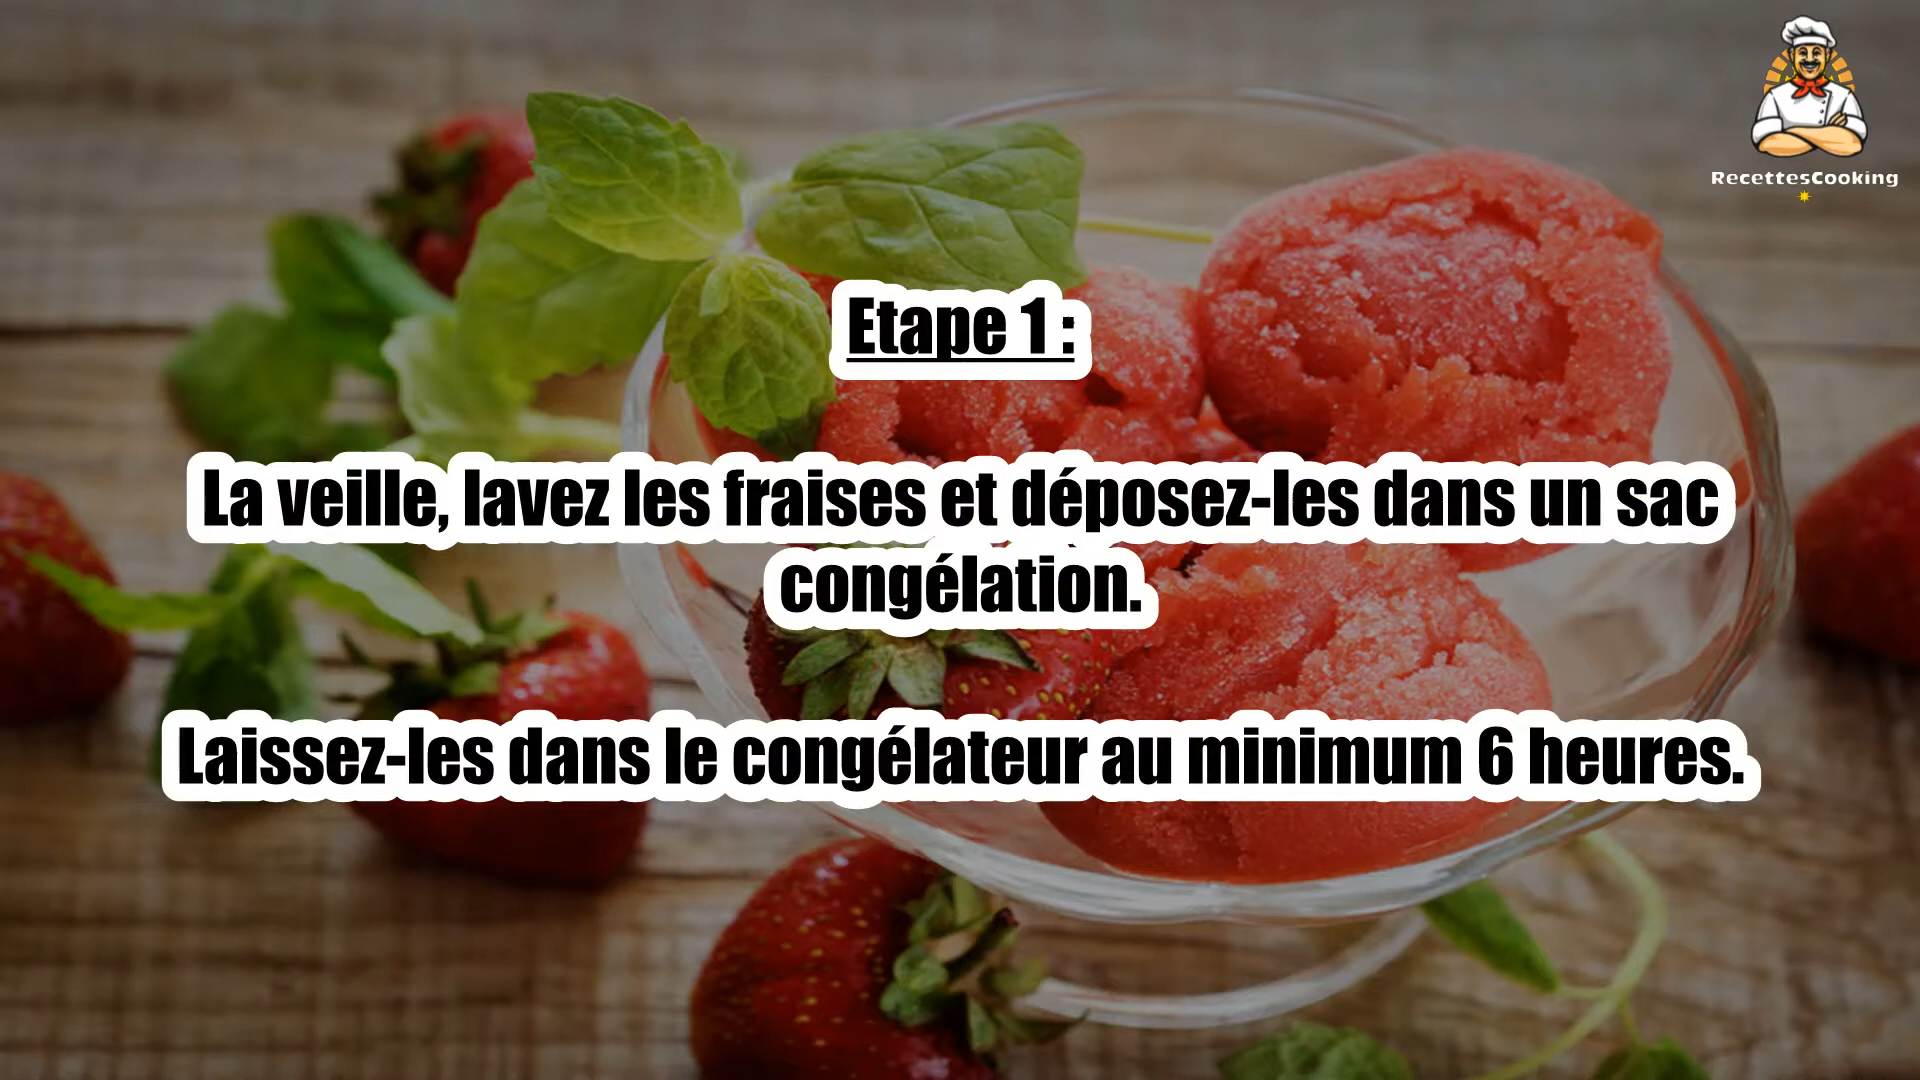 RecettesCooking
Etape 1 :
La veille, lavez les fraises et déposez-les dans un sac
congélation.
Laissez-les dans le congélateur au minimum 6 heures.